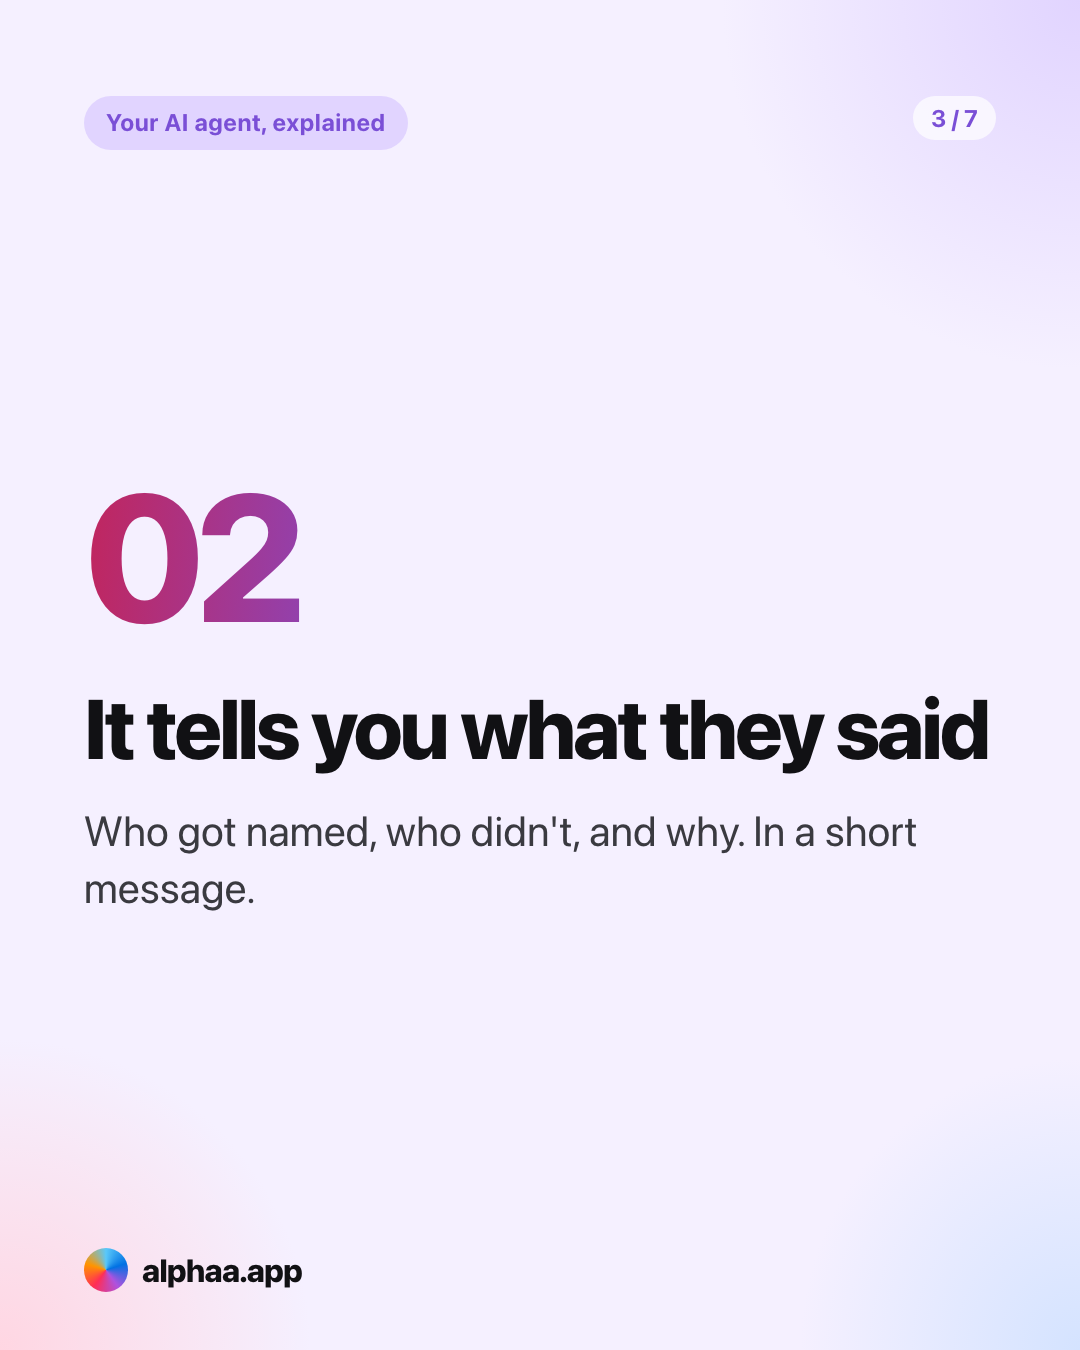 Your AI agent, explained
3 / 7
02
It tells you what they said
Who got named, who didn't, and why. In a short
message.
alphaa.app